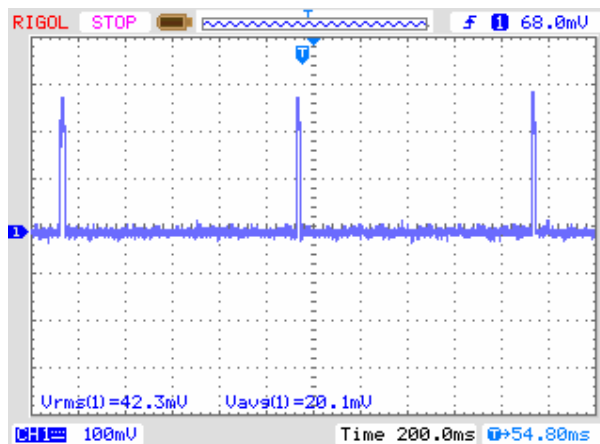 RIGOL STOP T f 1 68.0mV
T
1
Vrms(1)=42.3mV Vavg(1)=20.1mV
CH1 100mV Time 200.0ms T→54.80ms